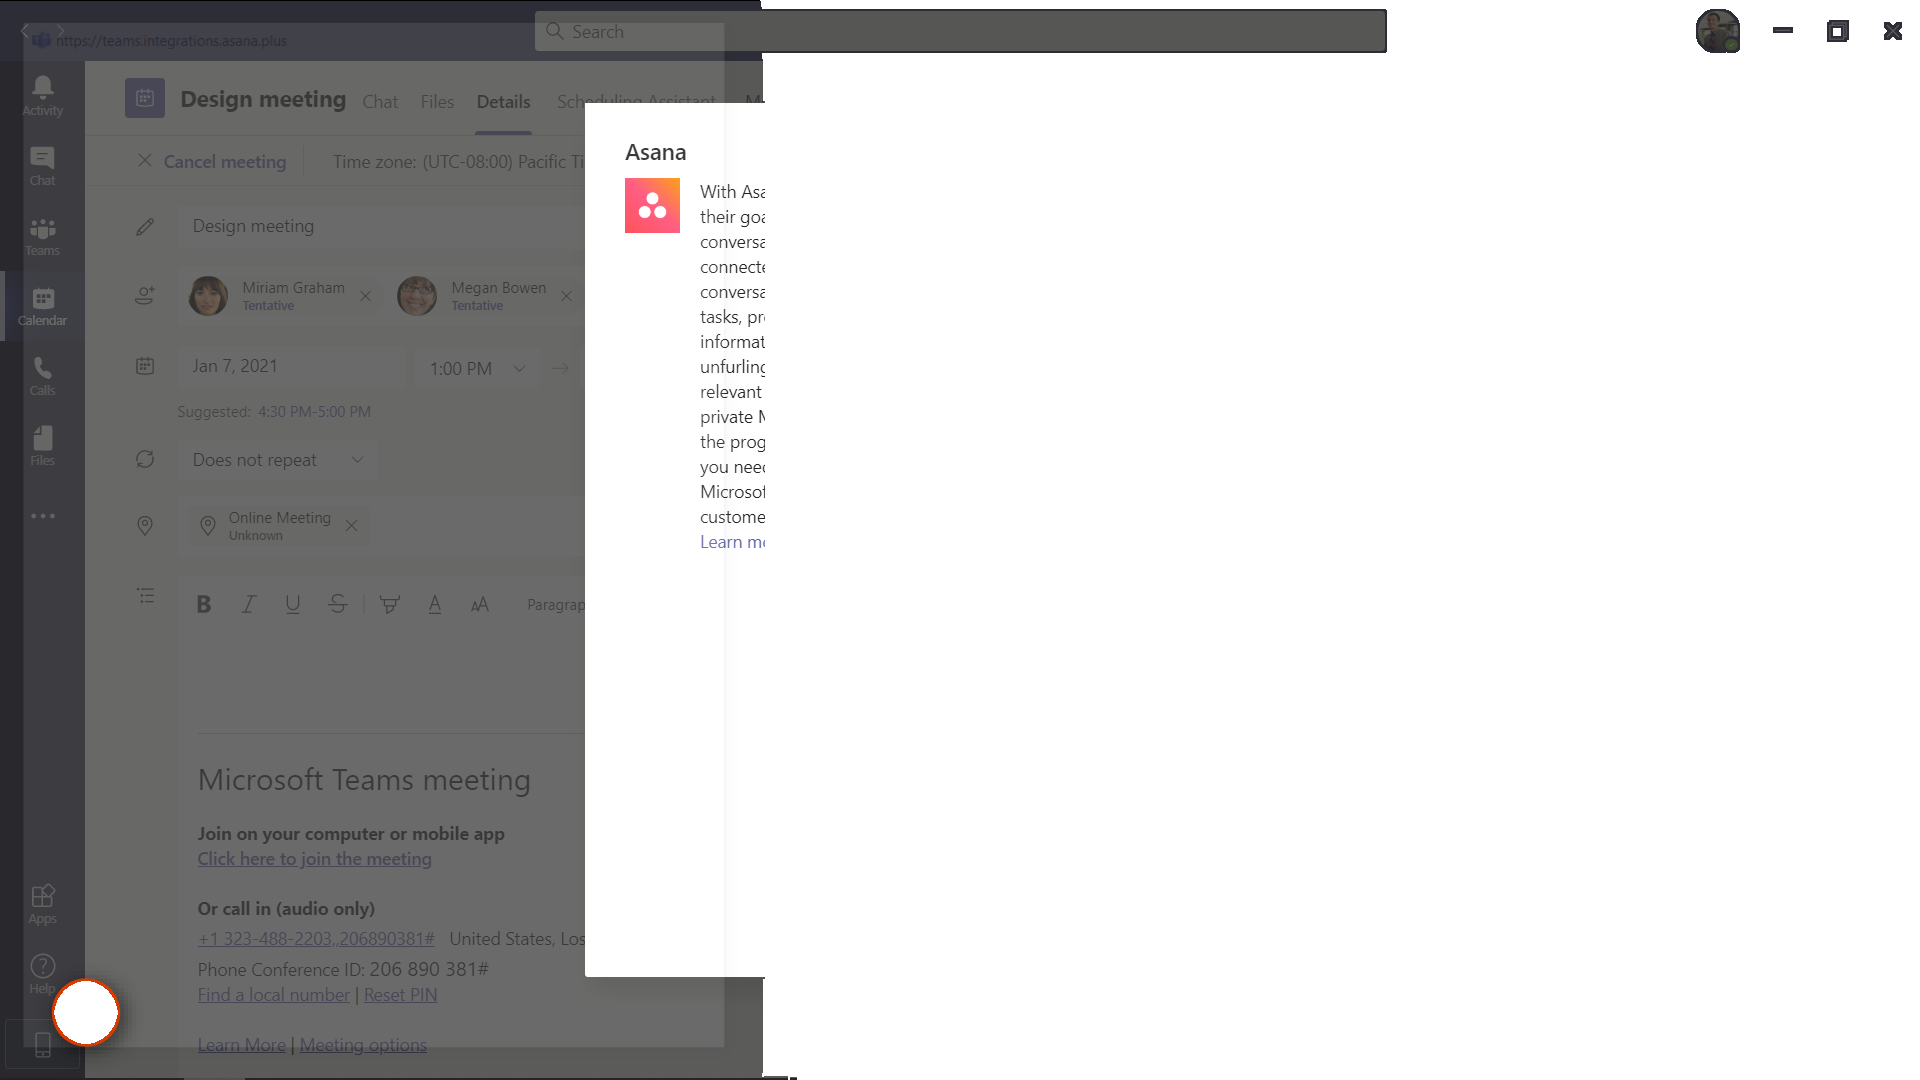 https://teams.integrations.asana.plus
Search
Activity
Chat
Teams
Calendar
Calls
Files
Apps
Help
Design meeting
Chat
Files
Details
Scheduling Assistant
Cancel meeting
Time zone: (UTC-08:00) Pacific Ti
Design meeting
Miriam Graham
Tentative
Megan Bowen
Tentative
Jan 7, 2021
1:00 PM
Suggested: 4:30 PM-5:00 PM
Does not repeat
Online Meeting
Unknown
B I U S A AA Paragrap
Microsoft Teams meeting
Join on your computer or mobile app
Click here to join the meeting
Or call in (audio only)
+1 323-488-2203,,206890381# United States, Los
Phone Conference ID: 206 890 381#
Find a local number | Reset PIN
Learn More | Meeting options
Asana
With Asa
their goa
conversa
connecte
conversa
tasks, pro
informat
unfurling
relevant
private M
the prog
you need
Microsof
custome
Learn mo